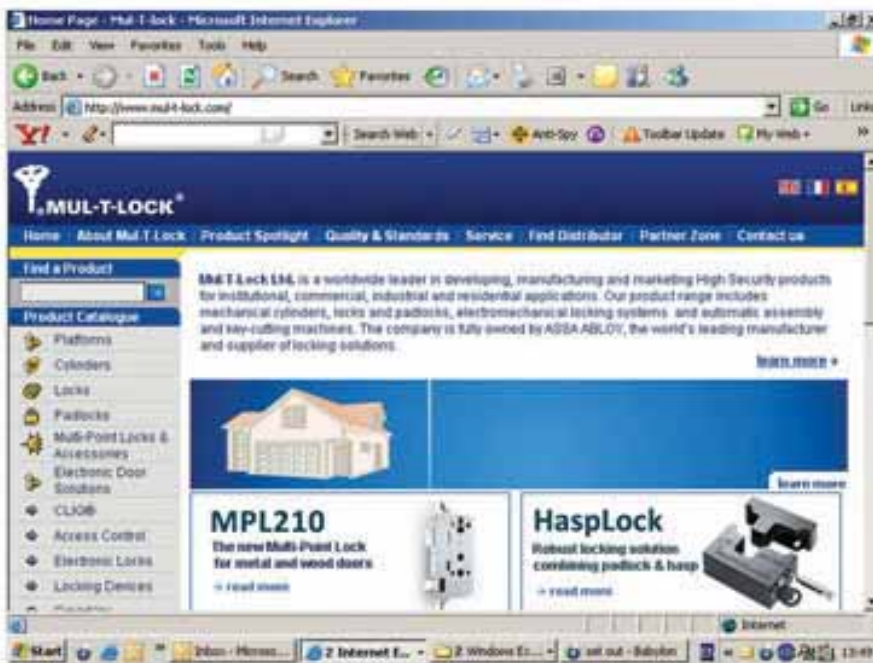 Home Page - Mul-T-lock - Microsoft Internet Explorer
File Edit View Favorites Tools Help
Back Search Favorites
Address http://www.mul-t-lock.com/ Go Links
Y! Search Web Anti-Spy Toolbar Update My Web
MUL-T-LOCK®
Home About Mul-T-Lock Product Spotlight Quality & Standards Service Find Distributor Partner Zone Contact us
Find a Product
Product Catalogue
Platforms
Cylinders
Locks
Padlocks
Multi-Point Locks &
Accessories
Electronic Door
Solutions
CLIQ®
Access Control
Electronic Locks
Locking Devices
Mul-T-Lock Ltd. is a worldwide leader in developing, manufacturing and marketing High Security products
for institutional, commercial, industrial and residential applications. Our product range includes
mechanical cylinders, locks and padlocks, electromechanical locking systems and automatic assembly
and key-cutting machines. The company is fully owned by ASSA ABLOY, the world's leading manufacturer
and supplier of locking solutions.
learn more »
learn more
MPL210
The new Multi-Point Lock
for metal and wood doors
read more
HaspLock
Robust locking solution
combining padlock & hasp
read more
Internet
Start Inbox - Micros... 2 Internet E... 2 Windows Ex... set out - Babylon